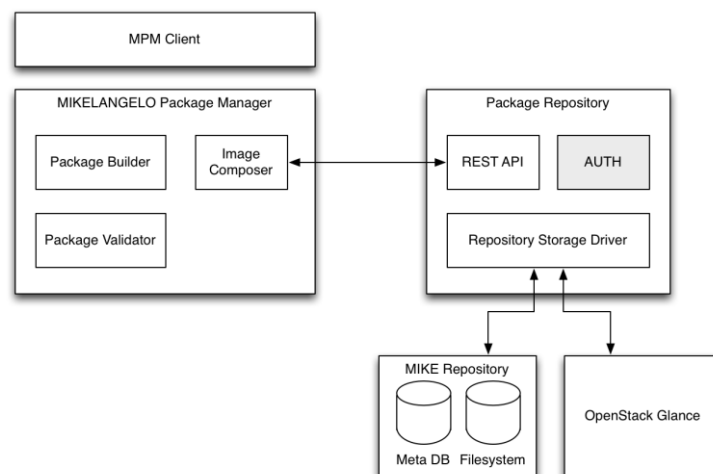 MPM Client
MIKELANGELO Package Manager
Package Builder
Image
Composer
Package Validator
Package Repository
REST API
AUTH
Repository Storage Driver
MIKE Repository
Meta DB
Filesystem
OpenStack Glance